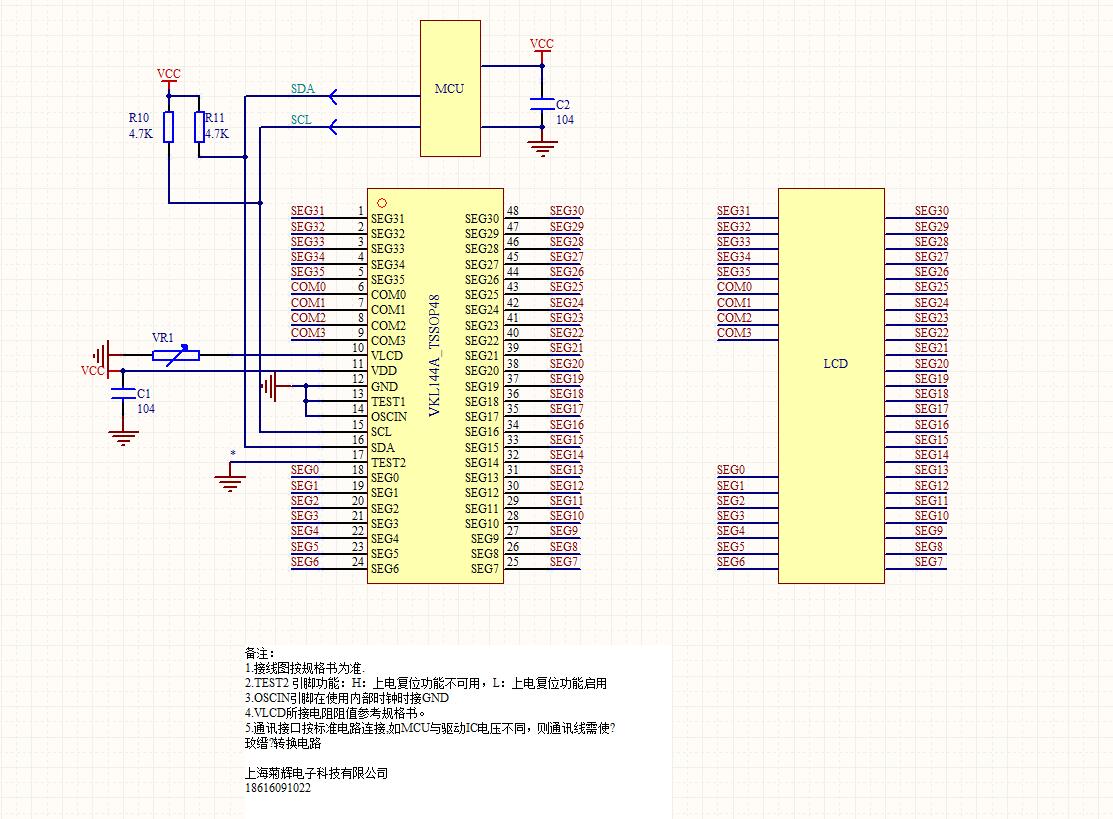 MCU
VCC
C2
104
SDA
SCL
VCC
R10
4.7K
R11
4.7K
VKL144A_TSSOP48
SEG31 1 SEG31 SEG30 48 SEG30
SEG32 2 SEG32 SEG29 47 SEG29
SEG33 3 SEG33 SEG28 46 SEG28
SEG34 4 SEG34 SEG27 45 SEG27
SEG35 5 SEG35 SEG26 44 SEG26
COM0 6 COM0 SEG25 43 SEG25
COM1 7 COM1 SEG24 42 SEG24
COM2 8 COM2 SEG23 41 SEG23
COM3 9 COM3 SEG22 40 SEG22
10 VLCD SEG21 39 SEG21
11 VDD SEG20 38 SEG20
12 GND SEG19 37 SEG19
13 TEST1 SEG18 36 SEG18
14 OSCIN SEG17 35 SEG17
15 SCL SEG16 34 SEG16
16 SDA SEG15 33 SEG15
* 17 TEST2 SEG14 32 SEG14
SEG0 18 SEG0 SEG13 31 SEG13
SEG1 19 SEG1 SEG12 30 SEG12
SEG2 20 SEG2 SEG11 29 SEG11
SEG3 21 SEG3 SEG10 28 SEG10
SEG4 22 SEG4 SEG9 27 SEG9
SEG5 23 SEG5 SEG8 26 SEG8
SEG6 24 SEG6 SEG7 25 SEG7
VR1
VCC
C1
104
LCD
SEG31 SEG30
SEG32 SEG29
SEG33 SEG28
SEG34 SEG27
SEG35 SEG26
COM0 SEG25
COM1 SEG24
COM2 SEG23
COM3 SEG22
SEG21
SEG20
SEG19
SEG18
SEG17
SEG16
SEG15
SEG14
SEG0 SEG13
SEG1 SEG12
SEG2 SEG11
SEG3 SEG10
SEG4 SEG9
SEG5 SEG8
SEG6 SEG7
备注：
1.接线图按规格书为准.
2.TEST2 引脚功能：H：上电复位功能不可用，L：上电复位功能启用
3.OSCIN引脚在使用内部时钟时接GND
4.VLCD所接电阻阻值参考规格书。
5.通讯接口按标准电路连接,如MCU与驱动IC电压不同，则通讯线需使?
玫缙?转换电路
上海菊辉电子科技有限公司
18616091022